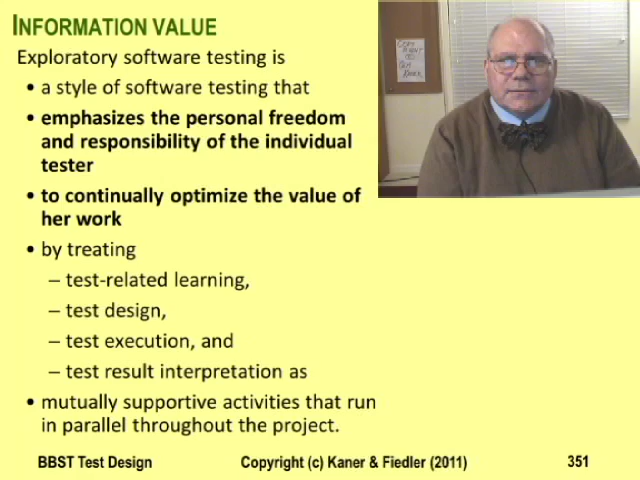 INFORMATION VALUE
Exploratory software testing is
• a style of software testing that
• emphasizes the personal freedom
and responsibility of the individual
tester
• to continually optimize the value of
her work
• by treating
– test-related learning,
– test design,
– test execution, and
– test result interpretation as
• mutually supportive activities that run
in parallel throughout the project.
BBST Test Design
Copyright (c) Kaner & Fiedler (2011)
351